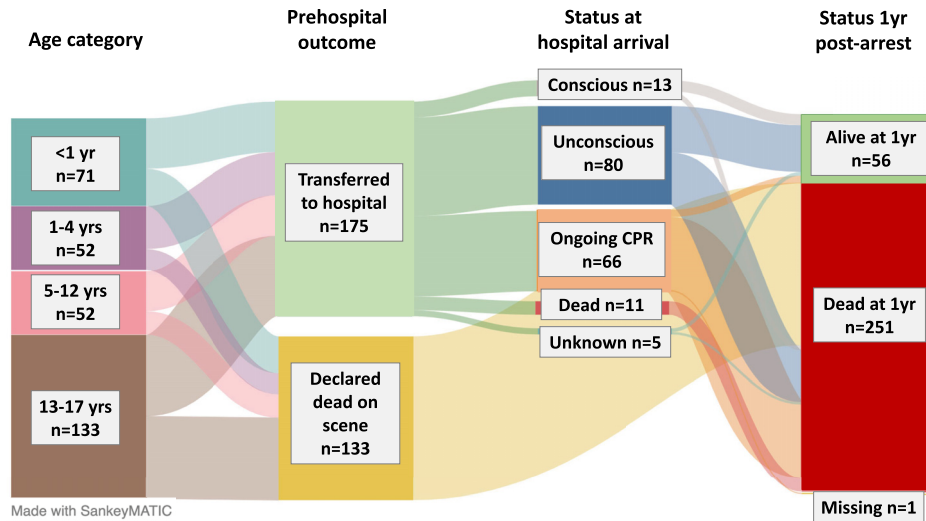 Age category
Prehospital
outcome
Status at
hospital arrival
Status 1yr
post-arrest
<1 yr
n=71
1-4 yrs
n=52
5-12 yrs
n=52
13-17 yrs
n=133
Transferred
to hospital
n=175
Declared
dead on
scene
n=133
Conscious n=13
Unconscious
n=80
Ongoing CPR
n=66
Dead n=11
Unknown n=5
Alive at 1yr
n=56
Dead at 1yr
n=251
Missing n=1
Made with SankeyMATIC